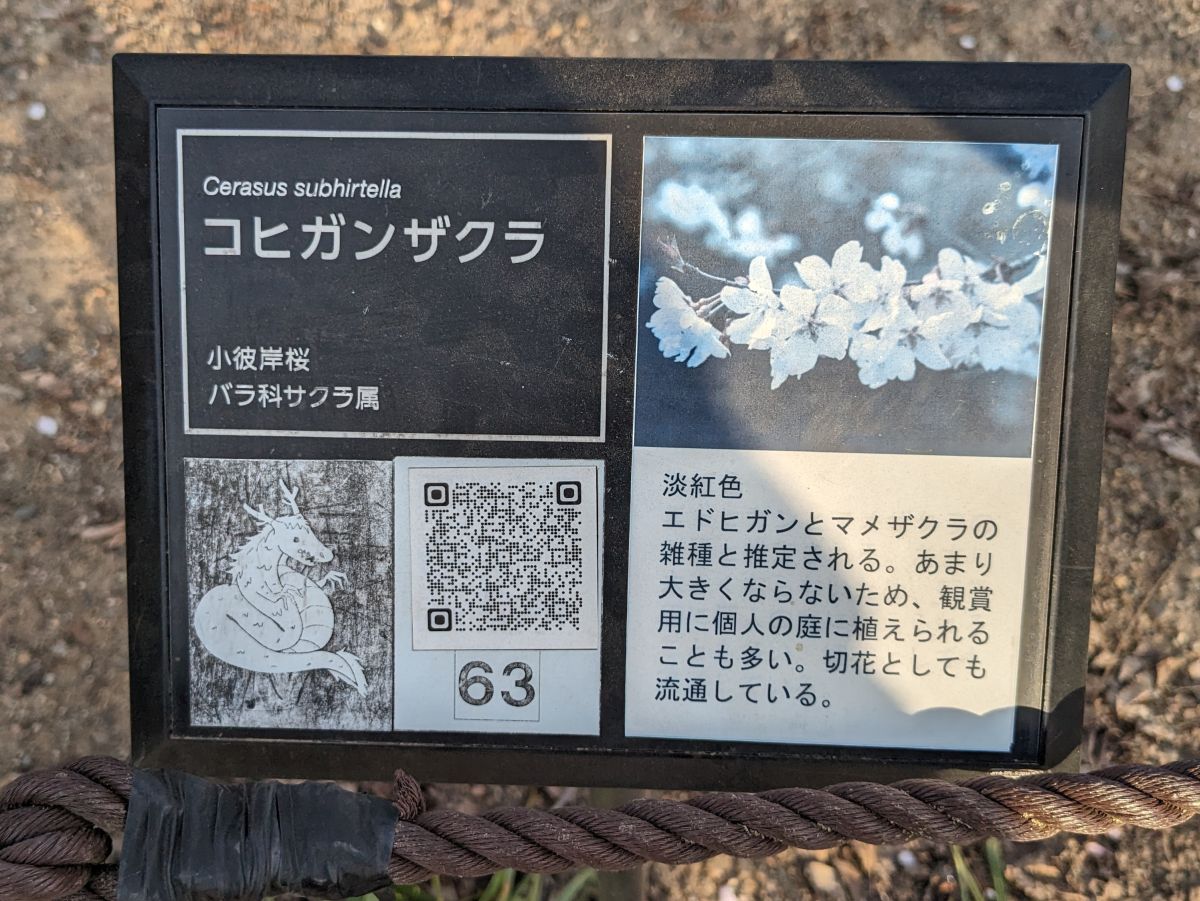 Cerasus subhirtella
コヒガンザクラ
小彼岸桜
バラ科サクラ属
63
淡紅色
エドヒガンとマメザクラの
雑種と推定される。あまり
大きくならないため、観賞
用に個人の庭に植えられる
ことも多い。切花としても
流通している。